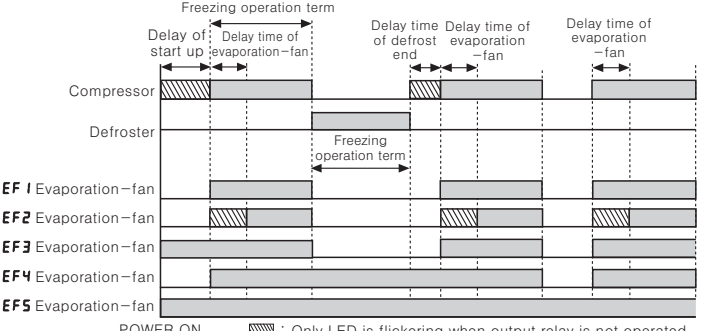 Freezing operation term
Delay of start up
Delay time of evaporation-fan
Delay time of defrost end
Delay time of evaporation -fan
Delay time of evaporation -fan
Compressor
Defroster
Freezing operation term
EF1 Evaporation-fan
EF2 Evaporation-fan
EF3 Evaporation-fan
EF4 Evaporation-fan
EF5 Evaporation-fan
POWER ON
: Only LED is flickering when output relay is not operated